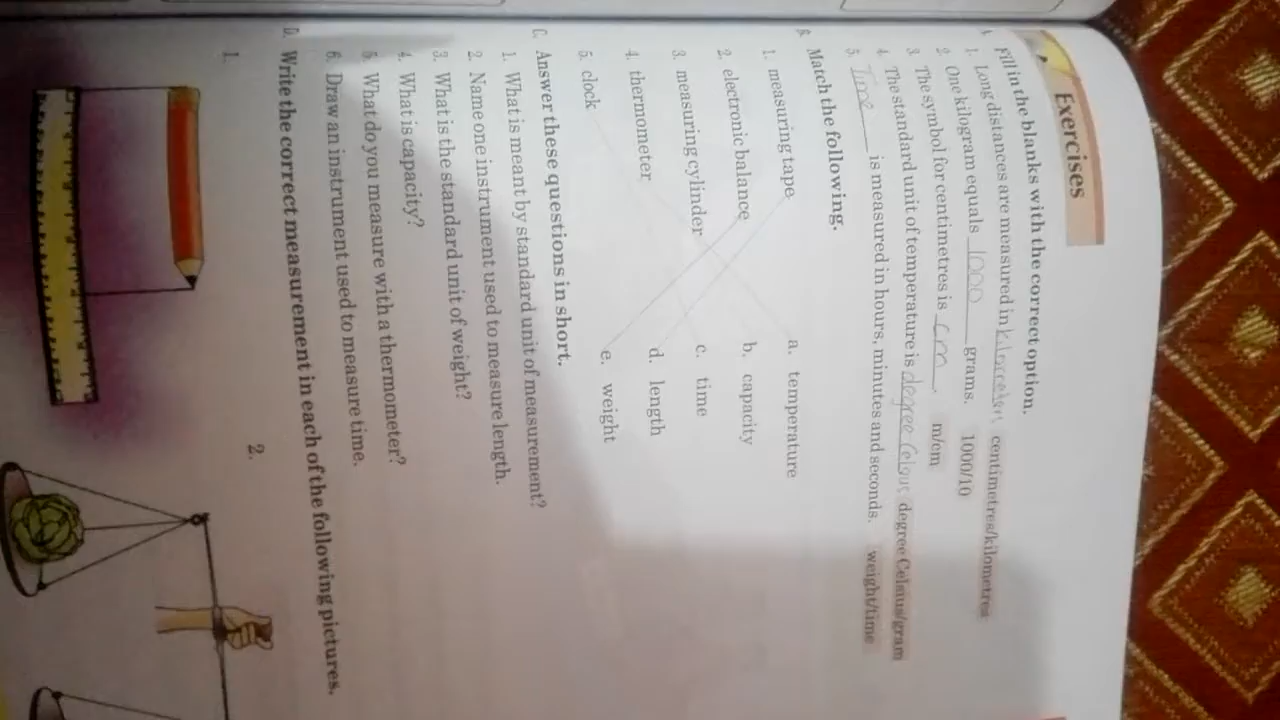 Exercises
Fill in the blanks with the correct option.
1. Long distances are measured in kilometers centimetres/kilometres
One kilogram equals 1000 grams. 1000/10
2. The symbol for centimetres is cm. m/cm
3. The standard unit of temperature is degree Celsius degree Celsius/gram
4.
5. Time is measured in hours, minutes and seconds. weight/time
B. Match the following.
1. measuring tape a. temperature
2. electronic balance b. capacity
3. measuring cylinder c. time
4. thermometer d. length
5. clock e. weight
C. Answer these questions in short.
1. What is meant by standard unit of measurement?
2. Name one instrument used to measure length.
3. What is the standard unit of weight?
4. What is capacity?
5. What do you measure with a thermometer?
6. Draw an instrument used to measure time.
D. Write the correct measurement in each of the following pictures.
1. 2.